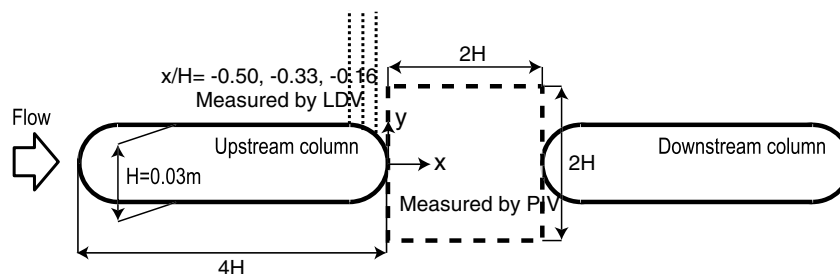 2H
x/H= -0.50, -0.33, -0.16
Measured by LDV
Flow
y
Upstream column
Downstream column
x
2H
H=0.03m
Measured by PIV
4H